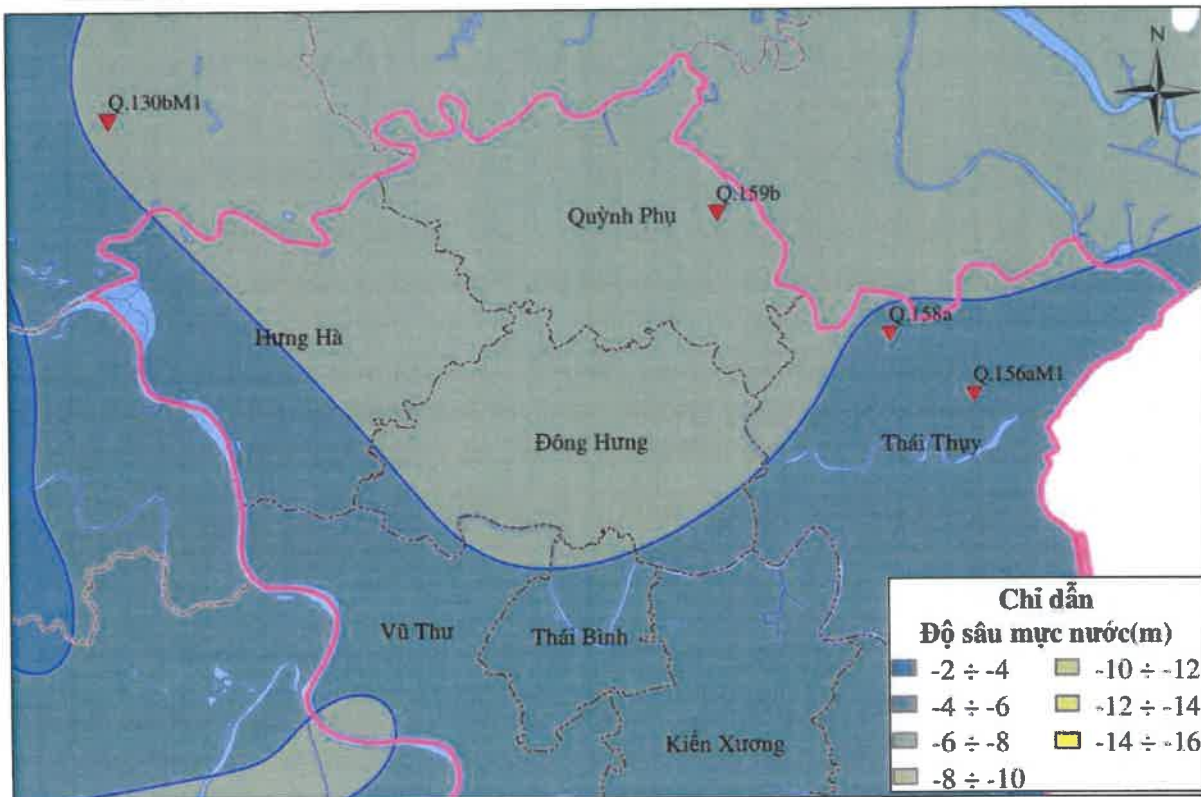 N
Q.130bM1
Q.159b
Quỳnh Phụ
Q.158a
Hưng Hà
Q.156aM1
Đông Hưng
Thái Thụy
Vũ Thư
Thái Bình
Kiến Xương
Chỉ dẫn
Độ sâu mực nước(m)
-2 ÷ -4
-10 ÷ -12
-4 ÷ -6
-12 ÷ -14
-6 ÷ -8
-14 ÷ -16
-8 ÷ -10